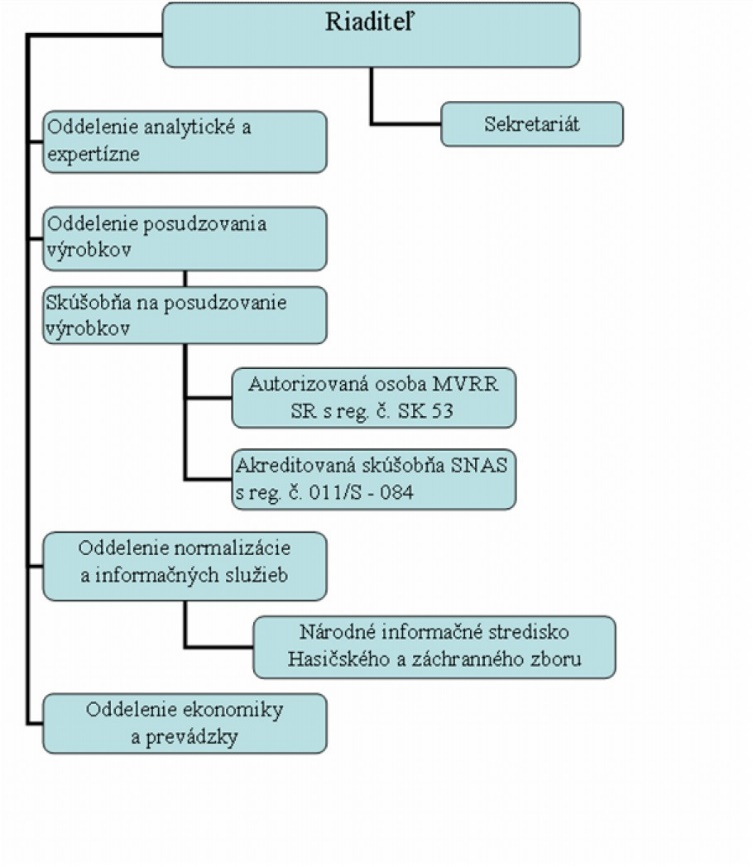 Riaditeľ
Sekretariát
Oddelenie analytické a
expertízne
Oddelenie posudzovania
výrobkov
Skúšobňa na posudzovanie
výrobkov
Autorizovaná osoba MVRR
SR s reg. č. SK 53
Akreditovaná skúšobňa SNAS
s reg. č. 011/S - 084
Oddelenie normalizácie
a informačných služieb
Národné informačné stredisko
Hasičského a záchranného zboru
Oddelenie ekonomiky
a prevádzky